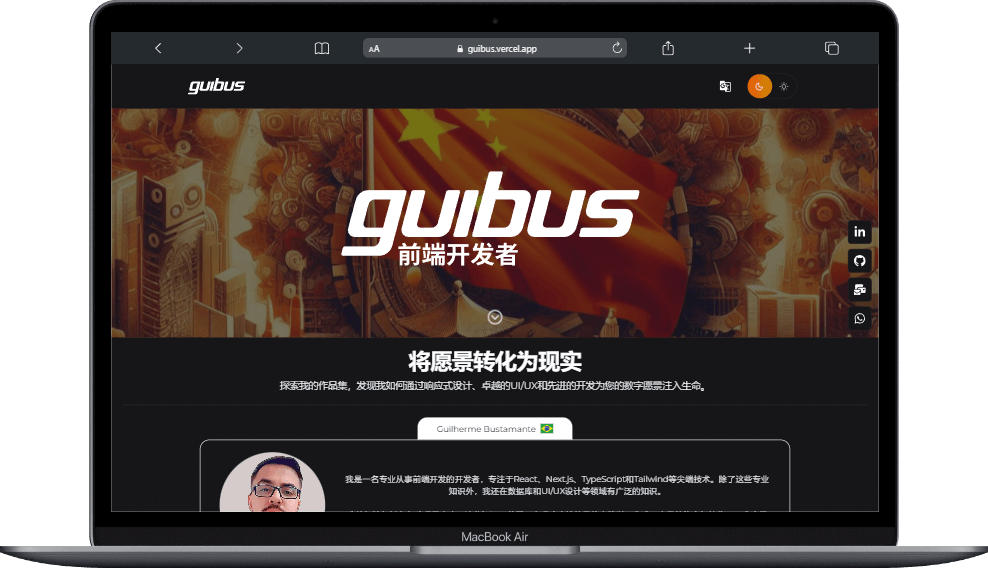 AA guibus.vercel.app
guibus
guibus
前端开发者
in
将愿景转化为现实
探索我的作品集，发现我如何通过响应式设计、卓越的UI/UX和先进的开发为您的数字愿景注入生命。
Guilherme Bustamante
我是一名专业从事前端开发的开发者，专注于React、Next.js、TypeScript和Tailwind等尖端技术。除了这些专业
知识外，我还在数据库和UI/UX设计等领域有广泛的知识。
MacBook Air